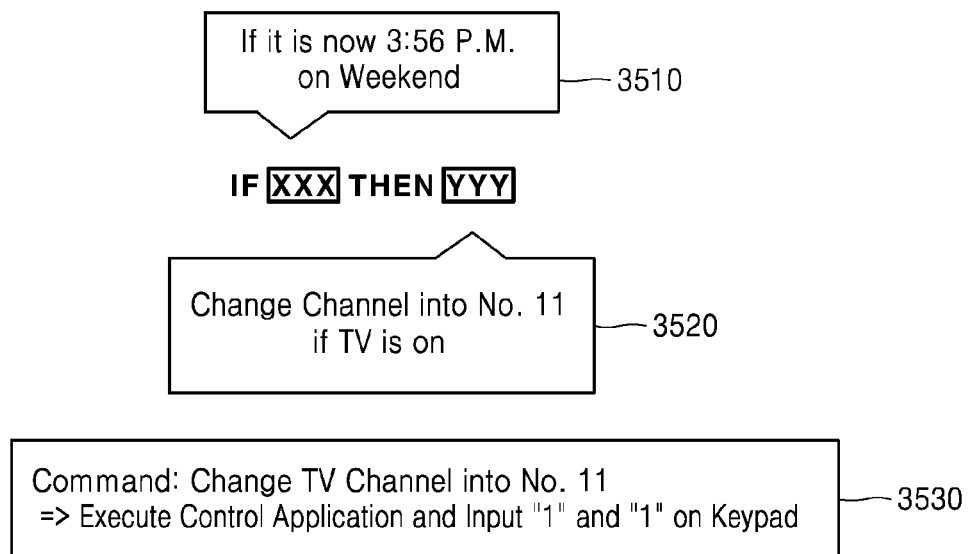 If it is now 3:56 P.M.
on Weekend
3510
IF XXX THEN YYY
Change Channel into No. 11
if TV is on
3520
Command: Change TV Channel into No. 11
=> Execute Control Application and Input "1" and "1" on Keypad
3530